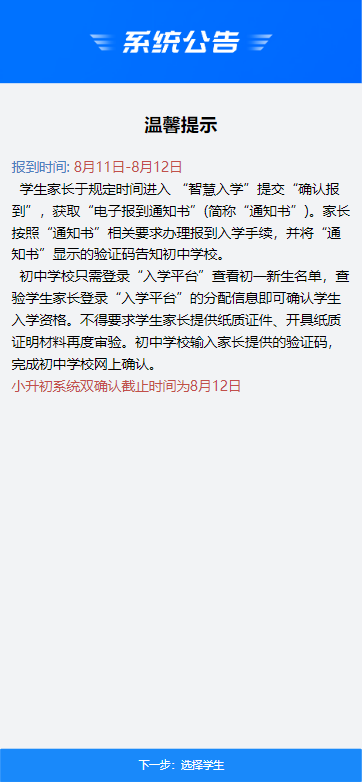 系统公告
温馨提示
报到时间: 8月11日-8月12日
学生家长于规定时间进入 “智慧入学”提交“确认报
到”，获取“电子报到通知书”(简称“通知书”)。家长
按照“通知书”相关要求办理报到入学手续，并将“通
知书”显示的验证码告知初中学校。
初中学校只需登录“入学平台”查看初一新生名单，查
验学生家长登录“入学平台”的分配信息即可确认学生
入学资格。不得要求学生家长提供纸质证件、开具纸质
证明材料再度审验。初中学校输入家长提供的验证码，
完成初中学校网上确认。
小升初系统双确认截止时间为8月12日
下一步：选择学生